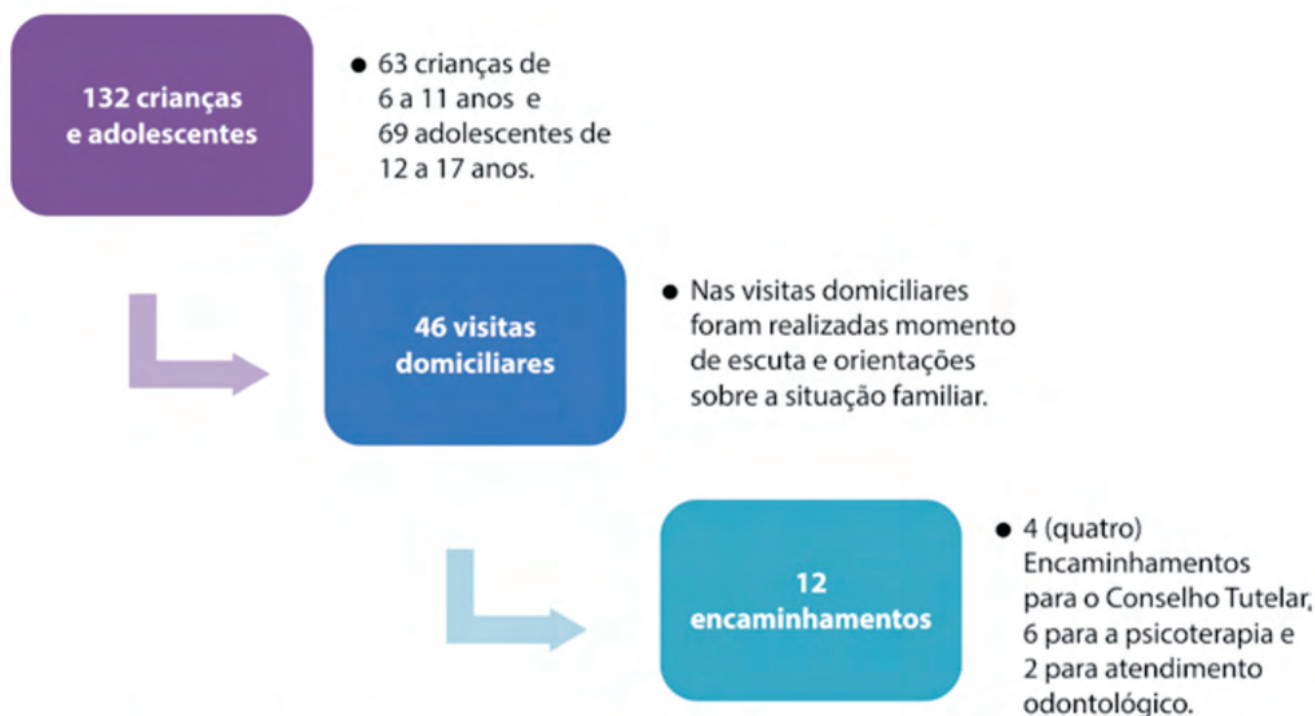 132 crianças
e adolescentes
● 63 crianças de
6 a 11 anos e
69 adolescentes de
12 a 17 anos.
46 visitas
domiciliares
● Nas visitas domiciliares
foram realizadas momento
de escuta e orientações
sobre a situação familiar.
12
encaminhamentos
● 4 (quatro)
Encaminhamentos
para o Conselho Tutelar,
6 para a psicoterapia e
2 para atendimento
odontológico.